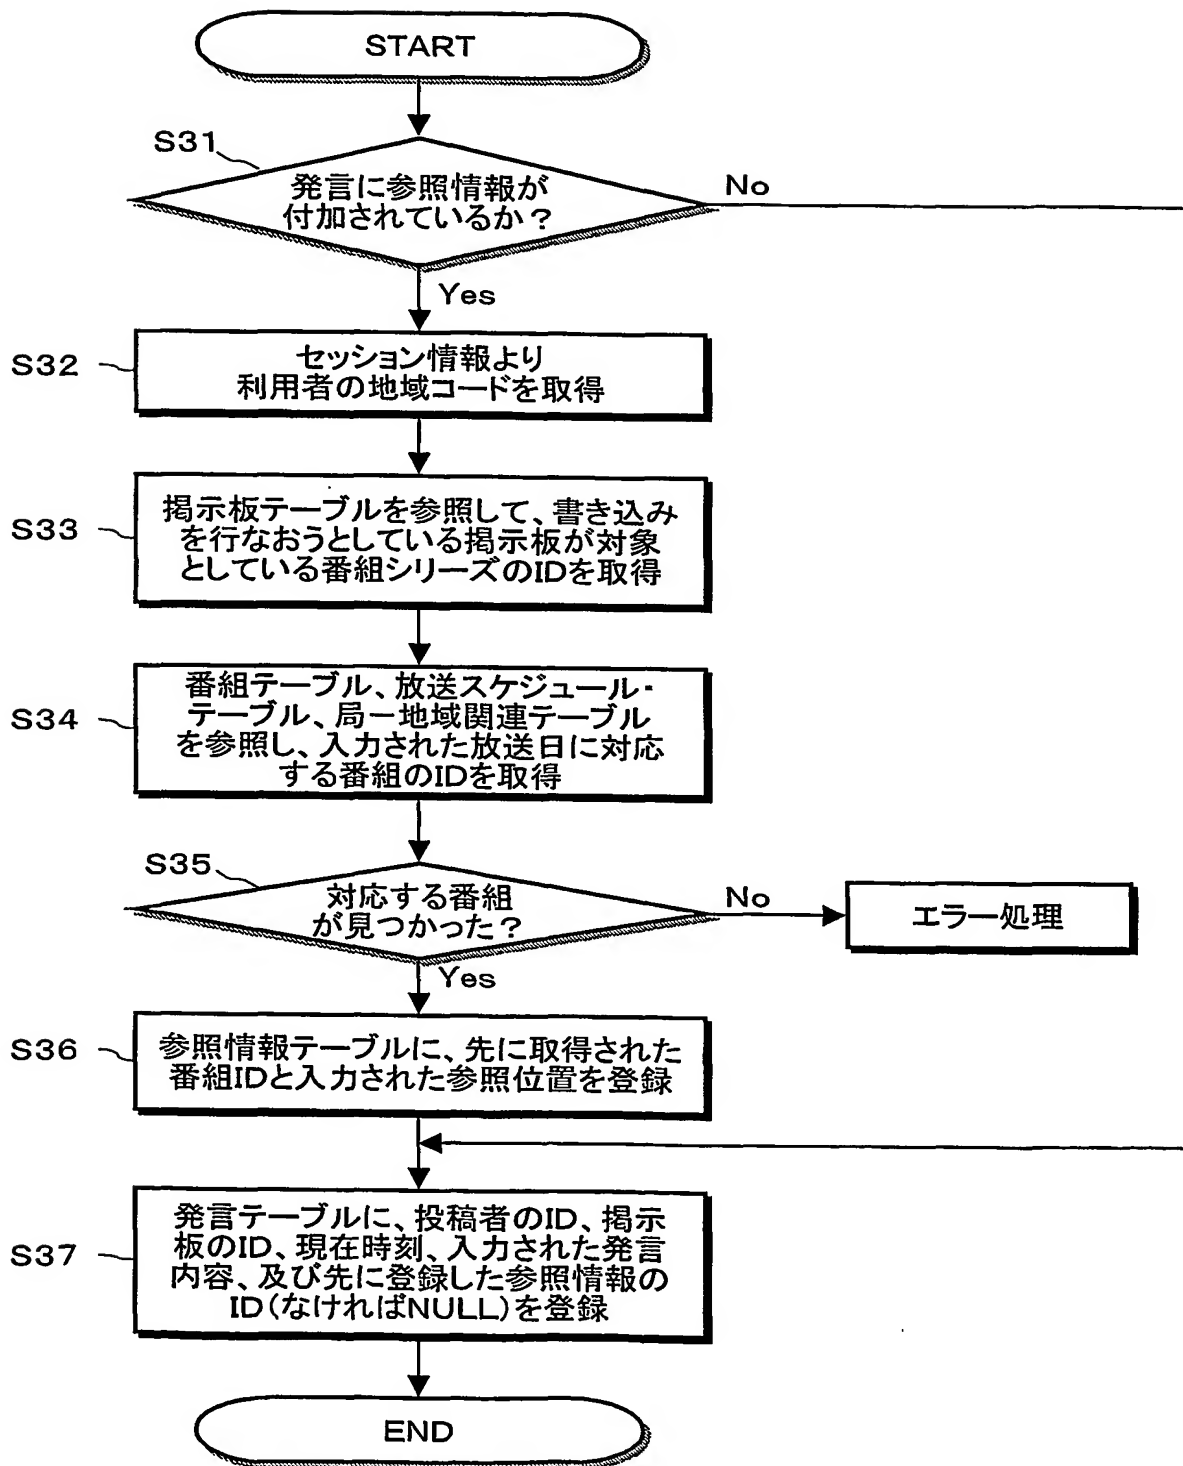 START
S31
発言に参照情報が
付加されているか？
No
Yes
S32
セッション情報より
利用者の地域コードを取得
S33
掲示板テーブルを参照して、書き込み
を行なおうとしている掲示板が対象
としている番組シリーズのIDを取得
S34
番組テーブル、放送スケジュール・
テーブル、局－地域関連テーブル
を参照し、入力された放送日に対応
する番組のIDを取得
S35
対応する番組
が見つかった？
No
エラー処理
Yes
S36
参照情報テーブルに、先に取得された
番組IDと入力された参照位置を登録
S37
発言テーブルに、投稿者のID、掲示
板のID、現在時刻、入力された発言
内容、及び先に登録した参照情報の
ID（なければNULL）を登録
END